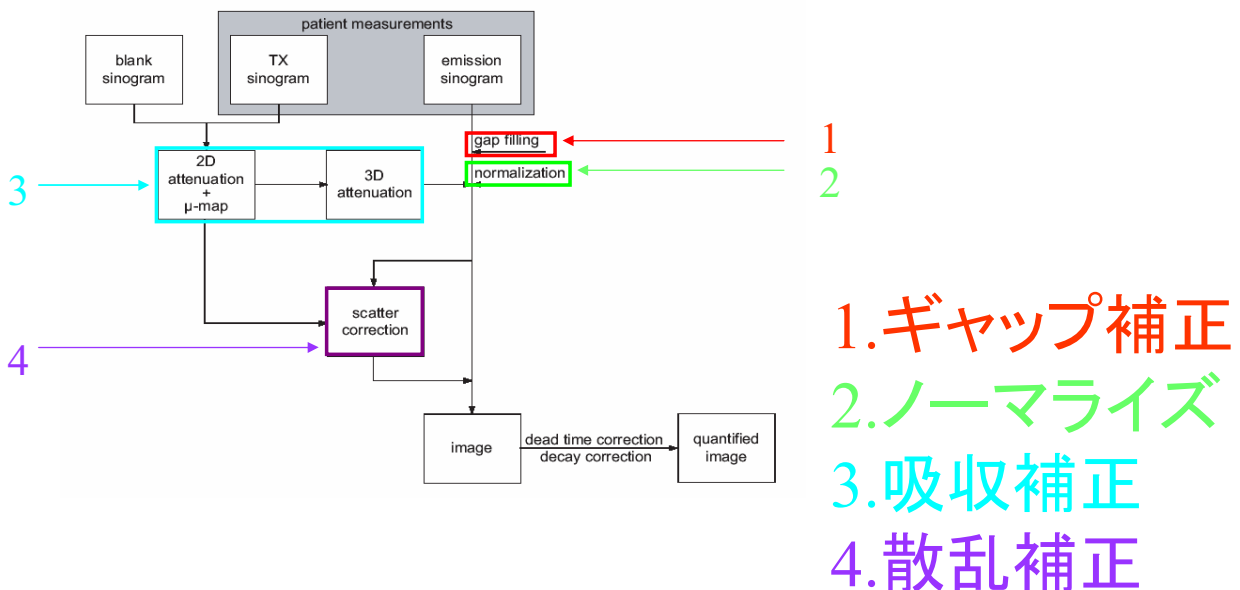 patient measurements
blank
sinogram
TX
sinogram
emission
sinogram
gap filling
1
normalization
2
3
2D
attenuation
+
μ-map
3D
attenuation
scatter
correction
4
image
dead time correction
decay correction
quantified
image
1.ギャップ補正
2.ノーマライズ
3.吸収補正
4.散乱補正